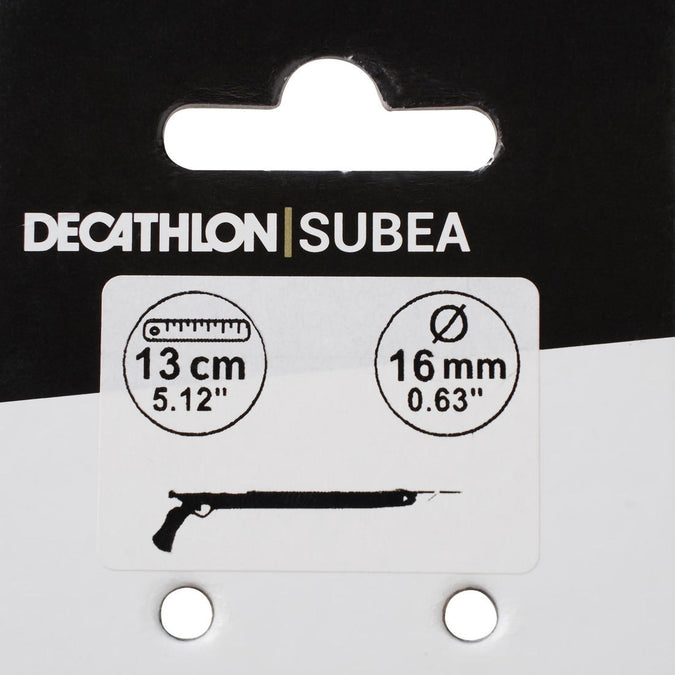 DECATHLON | SUBEA
13 cm
5.12"
Ø
16 mm
0.63"